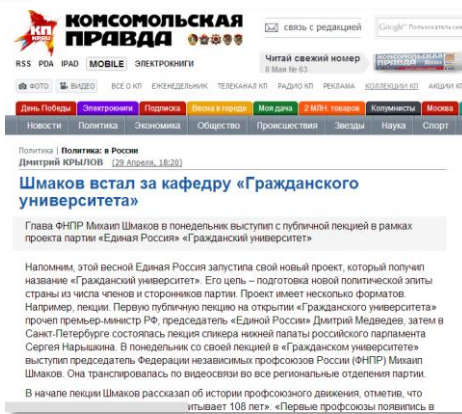 КОМСОМОЛЬСКАЯ
ПРАВДА
КП
связь с редакцией
Google™
RSS PDA IPAD MOBILE ЭЛЕКТРОКНИГИ
Читай свежий номер
8 Мая № 63
ФОТО ВИДЕО ВСЕ О КП ЕЖЕНЕДЕЛЬНИК ТЕЛЕКАНАЛ КП РАДИО КП РЕКЛАМА КОЛЛЕКЦИИ КП АКЦИИ
День Победы Электрокниги Подписка Весна в городе Моя дача 2 МЛН. товаров Колумнисты Москва
Новости Политика Экономика Общество Происшествия Звезды Наука Спорт
Политика | Политика: в России
Дмитрий КРЫЛОВ (29 Апреля, 18:20)
Шмаков встал за кафедру «Гражданского
университета»
Глава ФНПР Михаил Шмаков в понедельник выступил с публичной лекцией в рамках
проекта партии «Единая Россия» «Гражданский университет»
Напомним, этой весной Единая Россия запустила свой новый проект, который получил
название «Гражданский университет». Его цель – подготовка новой политической элиты
страны из числа членов и сторонников партии. Проект имеет несколько форматов.
Например, лекции. Первую публичную лекцию на открытии «Гражданского университета»
прочел премьер-министр РФ, председатель «Единой России» Дмитрий Медведев, затем в
Санкт-Петербурге состоялась лекция спикера нижней палаты российского парламента
Сергея Нарышкина. В понедельник со своей лекцией в «Гражданском университете»
выступил председатель Федерации независимых профсоюзов России (ФНПР) Михаил
Шмаков. Она транслировалась по видеосвязи во все региональные отделения партии.
В начале лекции Шмаков рассказал об истории профсоюзного движения, отметив, что
итывает 108 лет». «Первые профсоюзы появились в